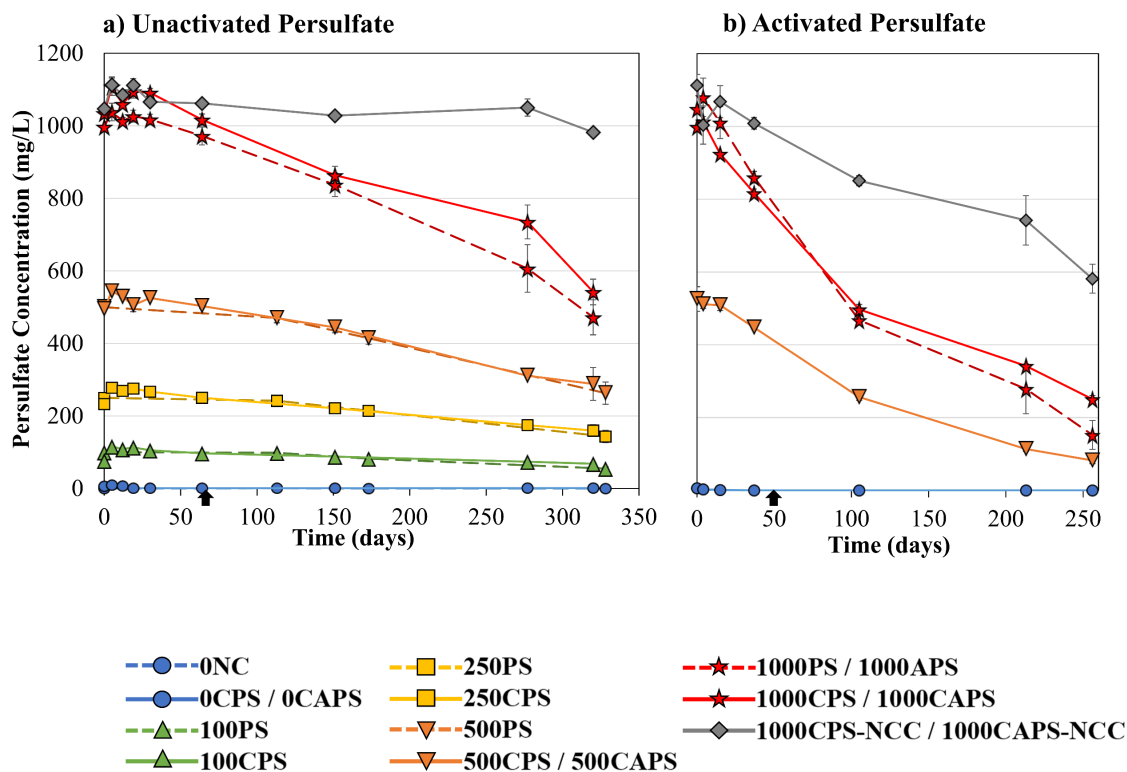 a) Unactivated Persulfate
b) Activated Persulfate
Persulfate Concentration (mg/L)
1200
1000
800
600
400
200
0
0 50 100 150 200 250 300 350
Time (days)
0 50 100 150 200 250
Time (days)
0NC
0CPS / 0CAPS
100PS
100CPS
250PS
250CPS
500PS
500CPS / 500CAPS
1000PS / 1000APS
1000CPS / 1000CAPS
1000CPS-NCC / 1000CAPS-NCC